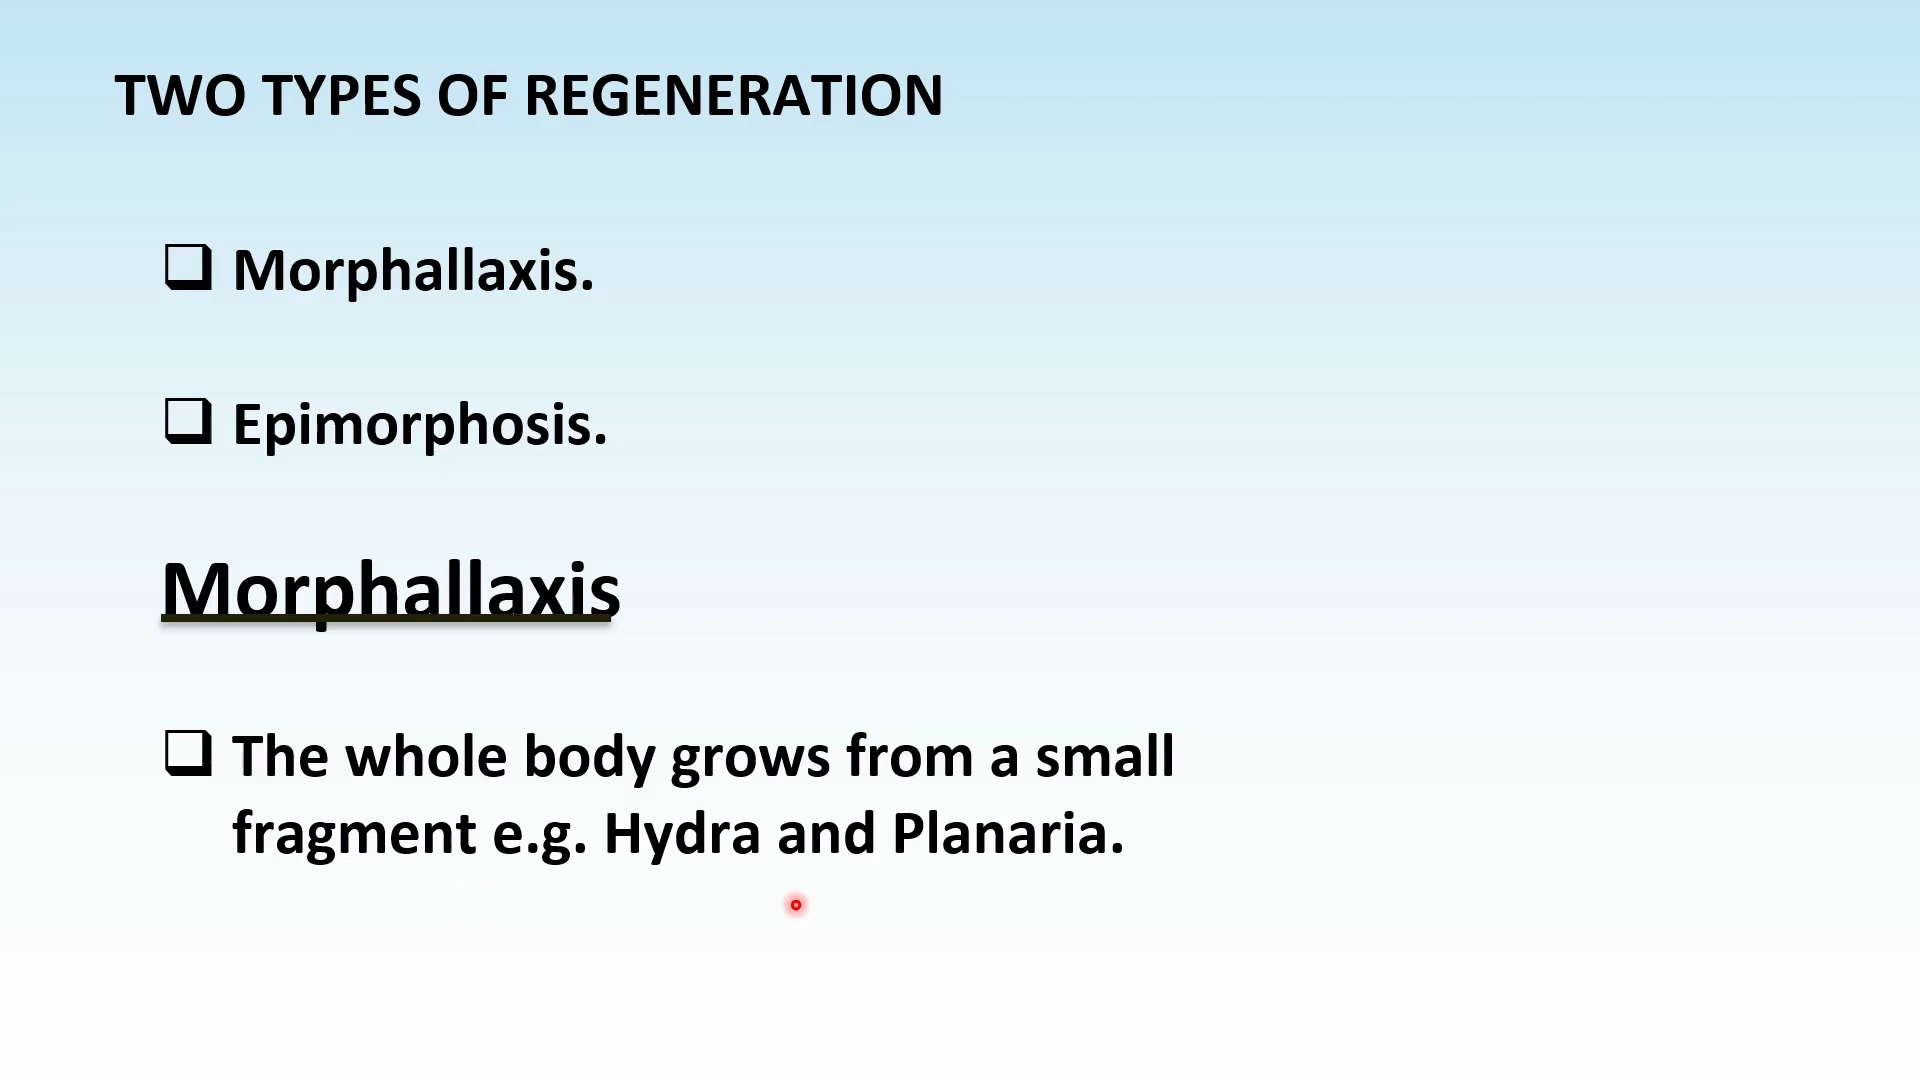 TWO TYPES OF REGENERATION
Morphallaxis.
Epimorphosis.
Morphallaxis
The whole body grows from a small
fragment e.g. Hydra and Planaria.